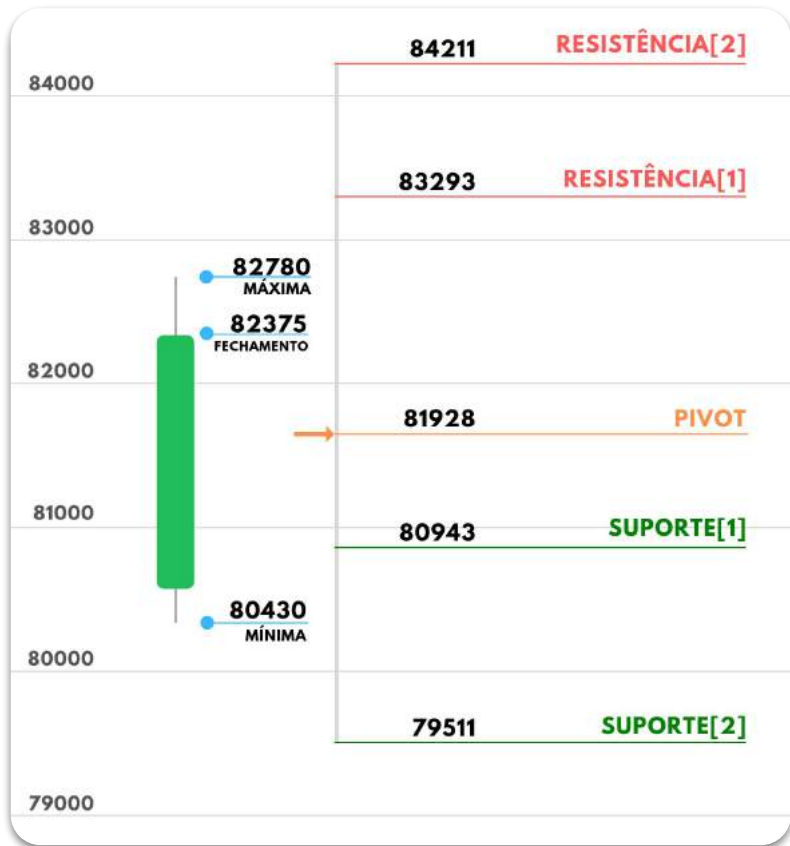 84211 RESISTÊNCIA[2]
84000
83293 RESISTÊNCIA[1]
83000
82780
MÁXIMA
82375
FECHAMENTO
82000
81928 PIVOT
81000
80943 SUPORTE[1]
80430
MÍNIMA
80000
79511 SUPORTE[2]
79000